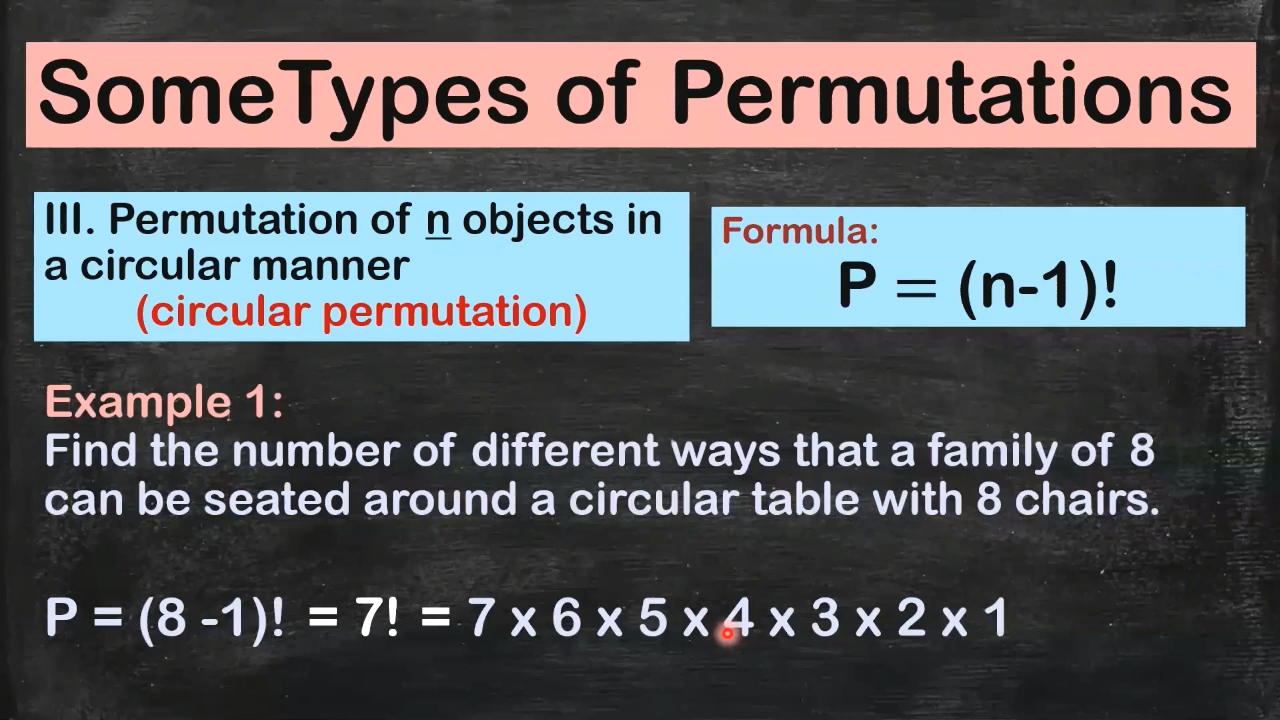 SomeTypes of Permutations
III. Permutation of n objects in
a circular manner
(circular permutation)
Formula:
P = (n-1)!
Example 1:
Find the number of different ways that a family of 8
can be seated around a circular table with 8 chairs.
P = (8 -1)! = 7! = 7 x 6 x 5 x 4 x 3 x 2 x 1